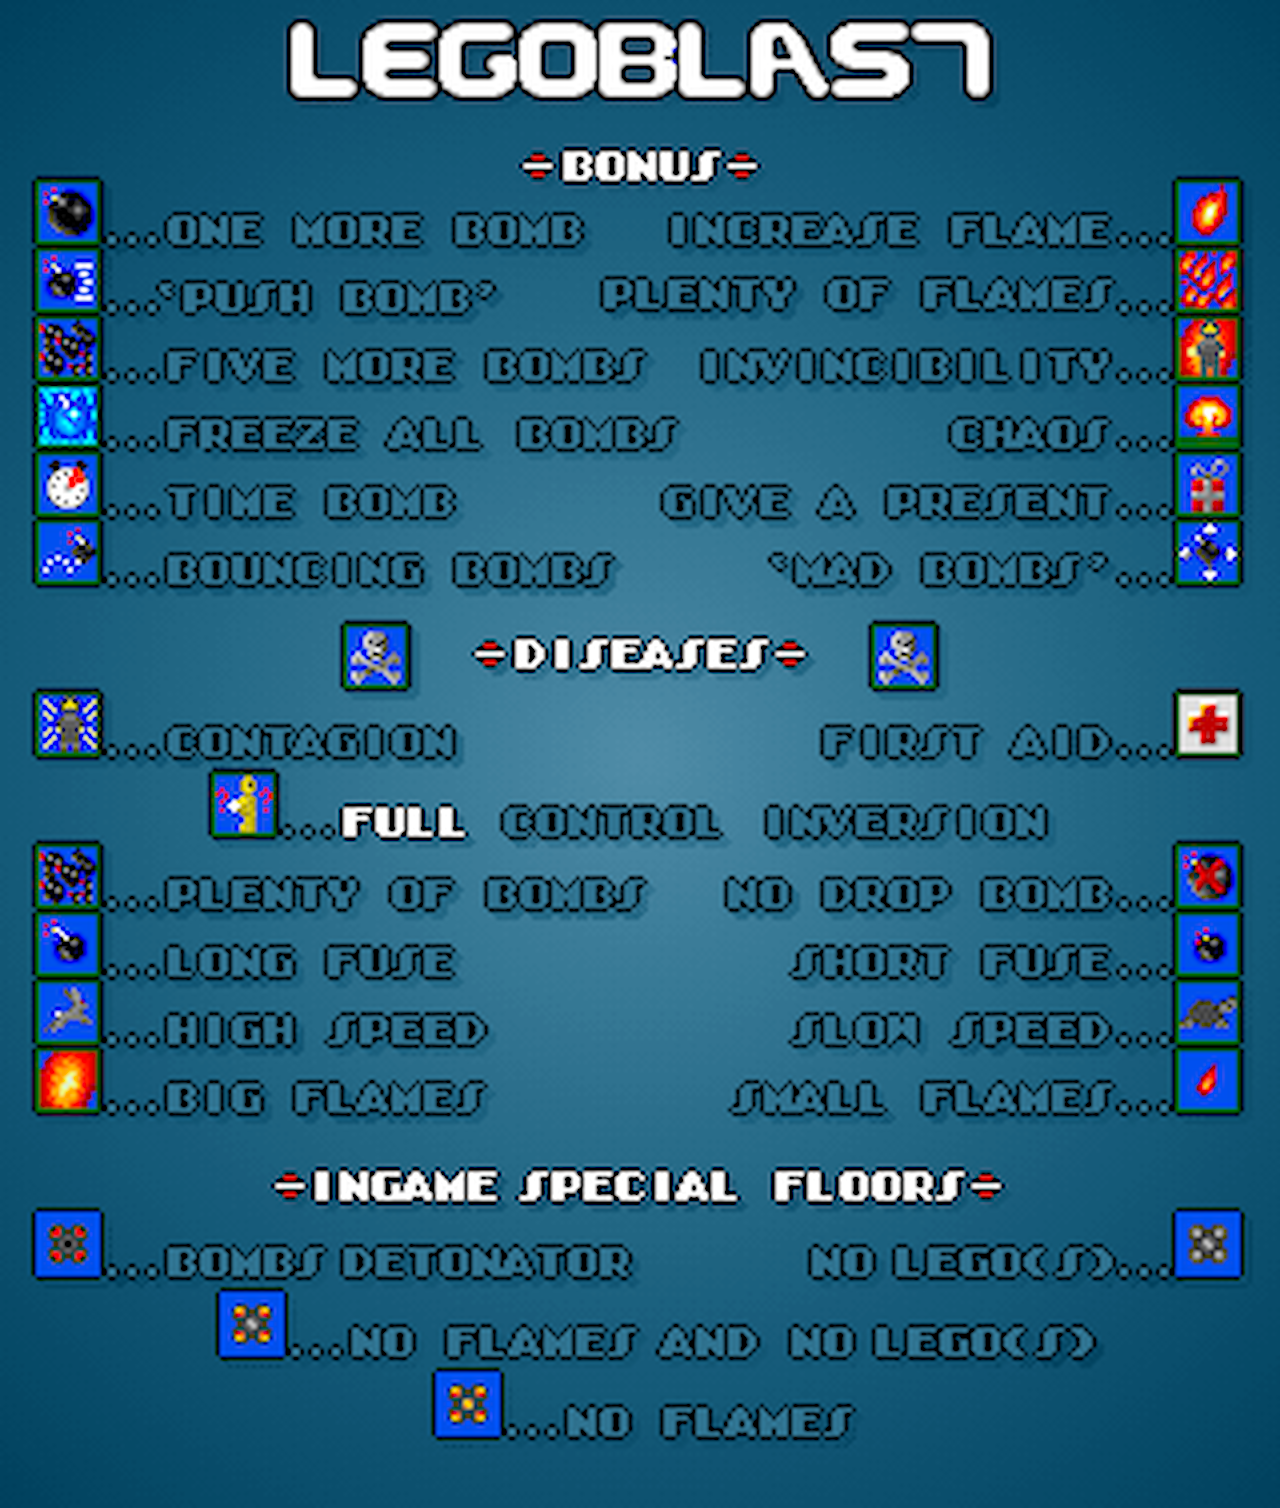 LEGOBLAST
÷BONUS÷
...ONE MORE BOMB INCREASE FLAME...
...'PUSH BOMB' PLENTY OF FLAMES...
...FIVE MORE BOMBS INVINCIBILITY...
...FREEZE ALL BOMBS CHAOS...
...TIME BOMB GIVE A PRESENT...
...BOUNCING BOMBS 'MAD BOMBS'...
÷DISEASES÷
...CONTAGION FIRST AID...
...FULL CONTROL INVERSION
...PLENTY OF BOMBS NO DROP BOMB...
...LONG FUSE SHORT FUSE...
...HIGH SPEED SLOW SPEED...
...BIG FLAMES SMALL FLAMES...
÷INGAME SPECIAL FLOORS÷
...BOMBS DETONATOR NO LEGO(S)...
...NO FLAMES AND NO LEGO(S)
...NO FLAMES